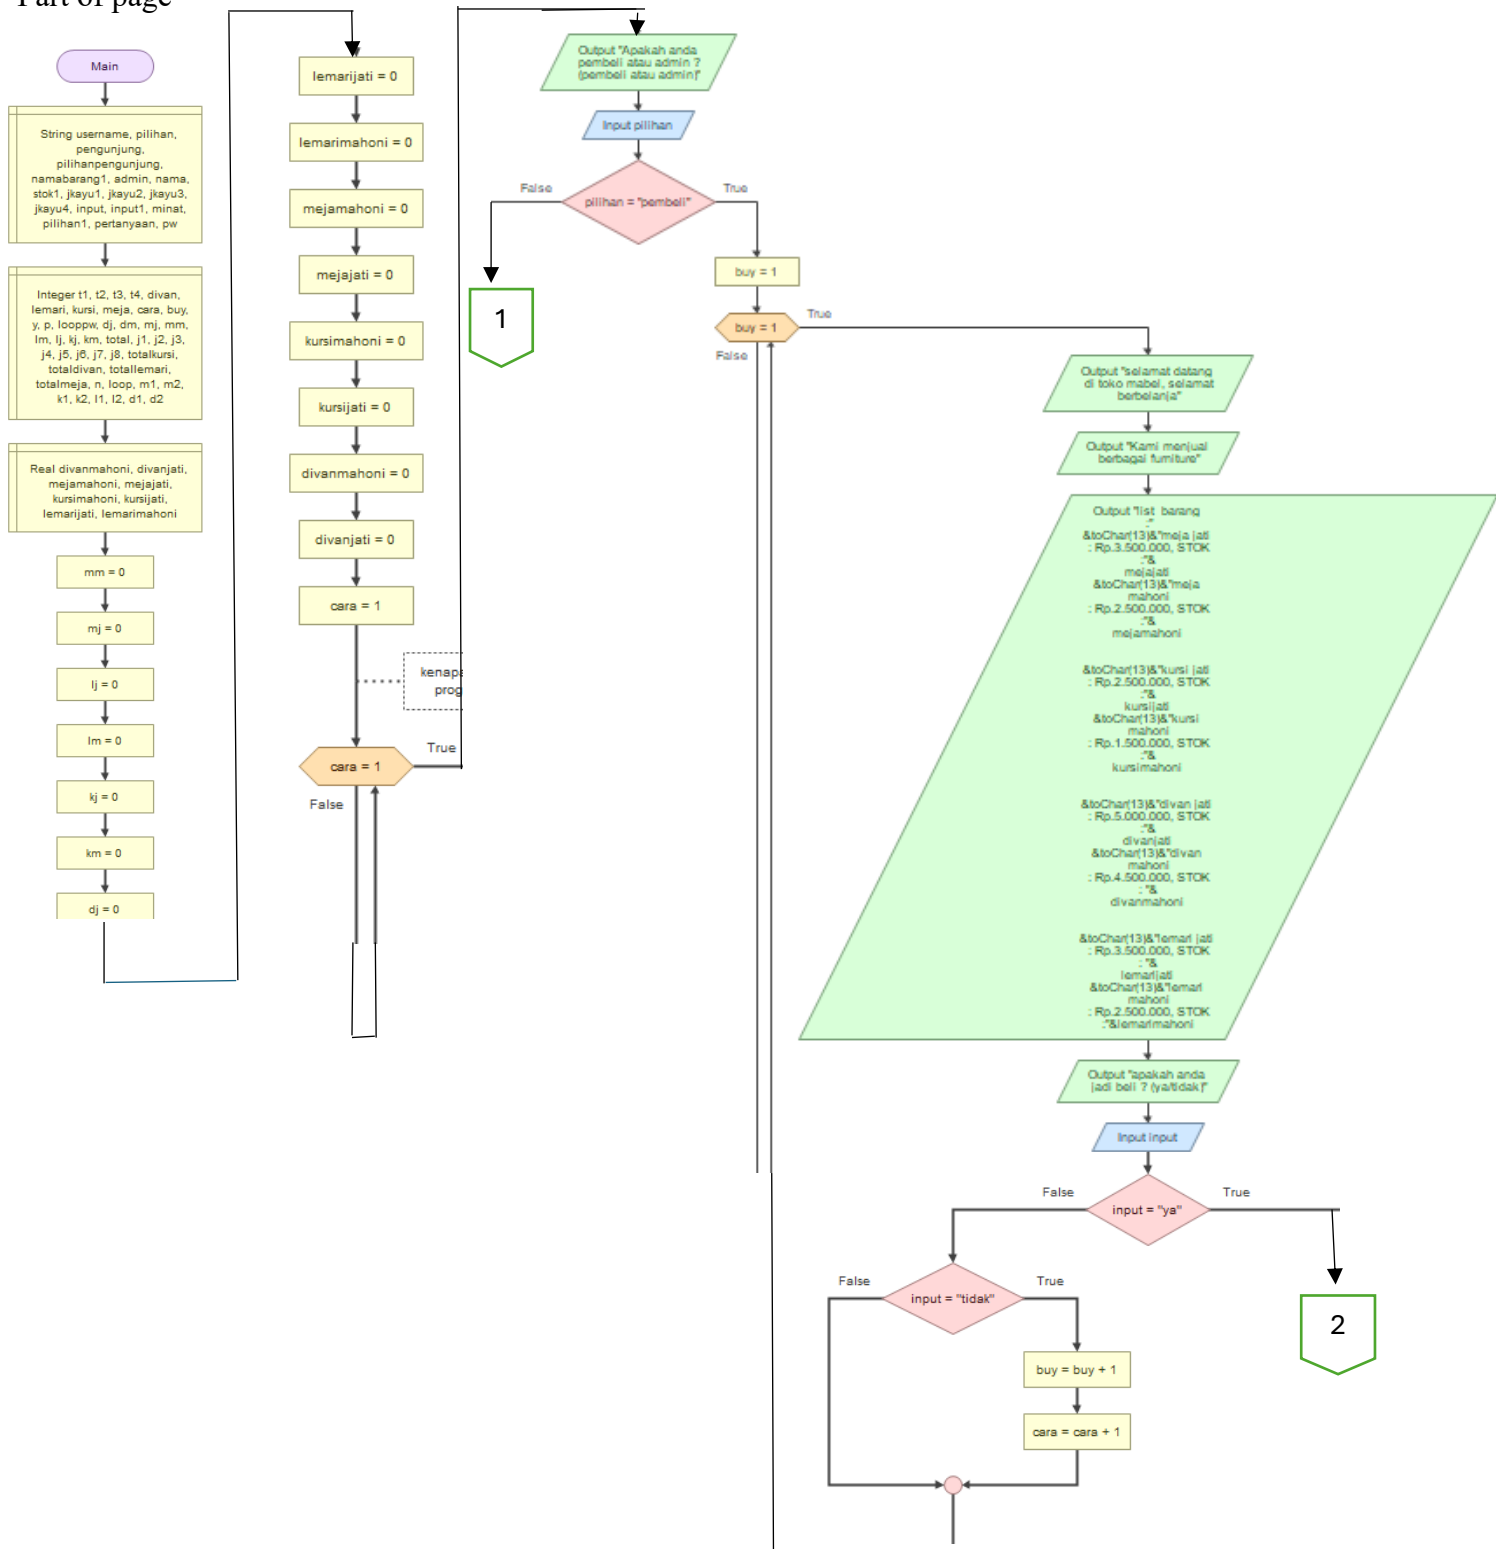 Part of page
Main
String username, pilihan,
pengunjung,
pilihanpengunjung,
namabarang1, admin, nama,
stok1, jkayu1, jkayu2, jkayu3,
jkayu4, input, input1, minat,
pilihan1, pertanyaan, pw
Integer t1, t2, t3, t4, divan,
lemari, kursi, meja, cara, buy,
y, p, looppw, dj, dm, mj, mm,
lm, lj, kj, km, total, j1, j2, j3,
j4, j5, j6, j7, j8, totalkursi,
totaldivan, totallemari,
totalmeja, n, loop, m1, m2,
k1, k2, l1, l2, d1, d2
Real divanmahoni, divanjati,
mejamahoni, mejajati,
kursimahoni, kursijati,
lemarijati, lemarimahoni
mm = 0
mj = 0
lj = 0
lm = 0
kj = 0
km = 0
dj = 0
lemarijati = 0
lemarimahoni = 0
mejamahoni = 0
mejajati = 0
kursimahoni = 0
kursijati = 0
divanmahoni = 0
divanjati = 0
cara = 1
kenap
prog
cara = 1
True
False
Output "Apakah anda
pembeli atau admin ?
(pembeli atau admin)"
Input pilihan
False
True
pilihan = "pembeli"
1
buy = 1
buy = 1
True
False
Output "selamat datang
di toko mabel, selamat
berbelanja"
Output "Kami menjual
berbagai furniture"
Output "list  barang
:"
&toChar(13)&"meja jati
: Rp.3.500.000, STOK
:"&
mejajati
&toChar(13)&"meja
mahoni
: Rp.2.500.000, STOK
:"&
mejamahoni
&toChar(13)&"kursi jati
: Rp.2.500.000, STOK
:"&
kursijati
&toChar(13)&"kursi
mahoni
: Rp.1.500.000, STOK
:"&
kursimahoni
&toChar(13)&"divan jati
: Rp.5.000.000, STOK
:"&
divanjati
&toChar(13)&"divan
mahoni
: Rp.4.500.000, STOK
: "&
divanmahoni
&toChar(13)&"lemari jati
: Rp.3.500.000, STOK
: "&
lemarijati
&toChar(13)&"lemari
mahoni
: Rp.2.500.000, STOK
:"&lemarimahoni
Output "apakah anda
jadi beli ? (ya/tidak)"
Input input
False
True
input = "ya"
2
False
True
input = "tidak"
buy = buy + 1
cara = cara + 1